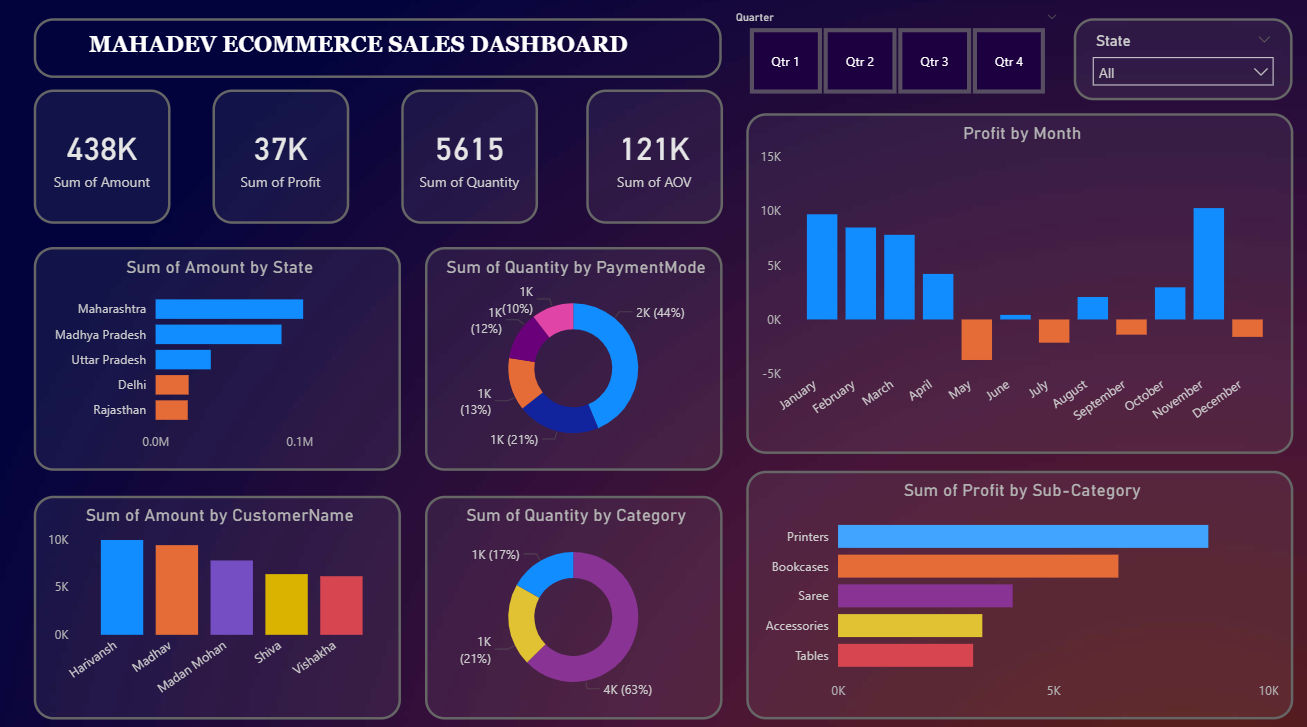 MAHADEV ECOMMERCE SALES DASHBOARD
Quarter
Qtr 1
Qtr 2
Qtr 3
Qtr 4
State
All
438K
Sum of Amount
37K
Sum of Profit
5615
Sum of Quantity
121K
Sum of AOV
Profit by Month
15K
10K
5K
0K
-5K
January
February
March
April
May
June
July
August
September
October
November
December
Sum of Amount by State
Maharashtra
Madhya Pradesh
Uttar Pradesh
Delhi
Rajasthan
0.0M
0.1M
Sum of Quantity by PaymentMode
2K (44%)
1K (21%)
1K
(13%)
1K
(12%)
1K
(10%)
Sum of Amount by CustomerName
10K
5K
0K
Harivansh
Madhav
Madan Mohan
Shiva
Vishakha
Sum of Quantity by Category
1K (17%)
1K
(21%)
4K (63%)
Sum of Profit by Sub-Category
Printers
Bookcases
Saree
Accessories
Tables
0K
5K
10K